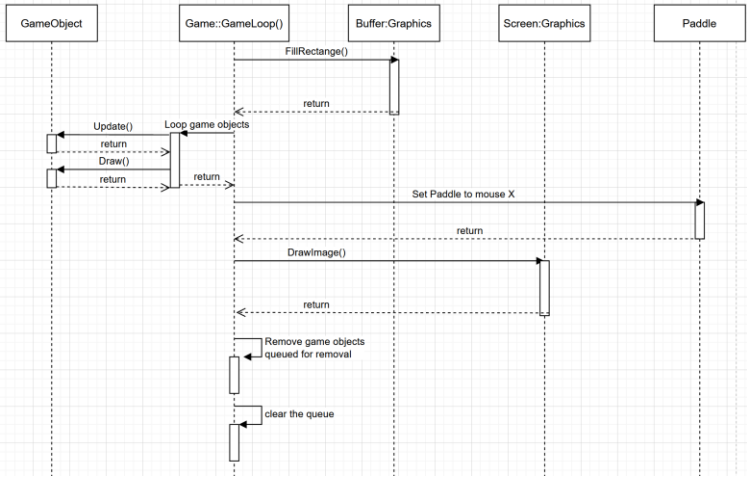 GameObject
Game::GameLoop()
Buffer:Graphics
Screen:Graphics
Paddle
FillRectange()
return
Loop game objects
Update()
return
Draw()
return
return
Set Paddle to mouse X
return
DrawImage()
return
Remove game objects
queued for removal
clear the queue